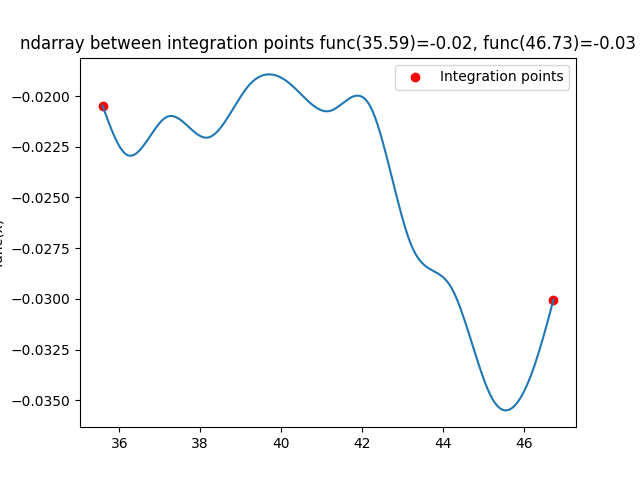 ndarray between integration points func(35.59)=-0.02, func(46.73)=-0.03
Integration points
−0.0200
−0.0225
−0.0250
−0.0275
−0.0300
−0.0325
−0.0350
36 38 40 42 44 46